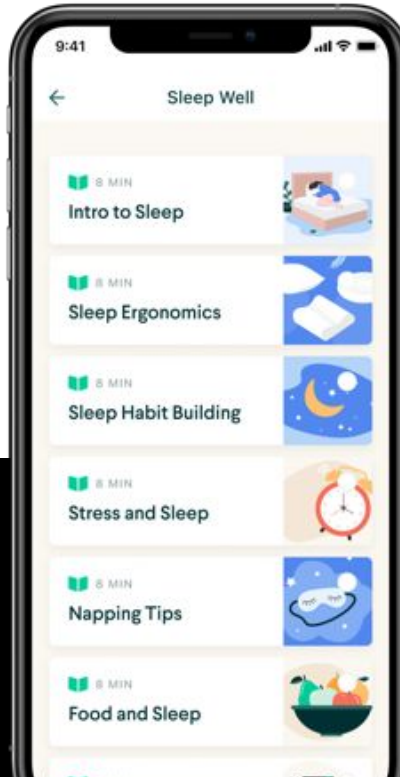 9:41
Sleep Well
8 MIN
Intro to Sleep
8 MIN
Sleep Ergonomics
8 MIN
Sleep Habit Building
8 MIN
Stress and Sleep
8 MIN
Napping Tips
8 MIN
Food and Sleep